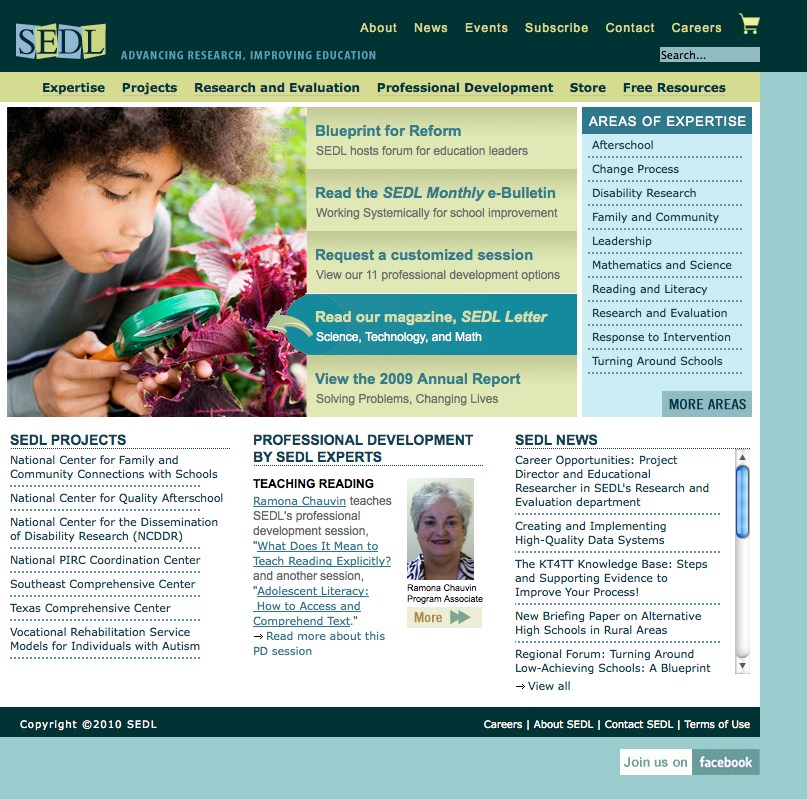 About News Events Subscribe Contact Careers
SEDL ADVANCING RESEARCH, IMPROVING EDUCATION
Search...
Expertise Projects Research and Evaluation Professional Development Store Free Resources
Blueprint for Reform
SEDL hosts forum for education leaders
Read the SEDL Monthly e-Bulletin
Working Systemically for school improvement
Request a customized session
View our 11 professional development options
Read our magazine, SEDL Letter
Science, Technology, and Math
View the 2009 Annual Report
Solving Problems, Changing Lives
AREAS OF EXPERTISE
Afterschool
Change Process
Disability Research
Family and Community
Leadership
Mathematics and Science
Reading and Literacy
Research and Evaluation
Response to Intervention
Turning Around Schools
MORE AREAS
SEDL PROJECTS
National Center for Family and
Community Connections with Schools
National Center for Quality Afterschool
National Center for the Dissemination
of Disability Research (NCDDR)
National PIRC Coordination Center
Southeast Comprehensive Center
Texas Comprehensive Center
Vocational Rehabilitation Service
Models for Individuals with Autism
PROFESSIONAL DEVELOPMENT
BY SEDL EXPERTS
TEACHING READING
Ramona Chauvin teaches
SEDL's professional
development session,
"What Does It Mean to
Teach Reading Explicitly?
and another session,
"Adolescent Literacy:
How to Access and
Comprehend Text."
→ Read more about this
PD session
Ramona Chauvin
Program Associate
More
SEDL NEWS
Career Opportunities: Project
Director and Educational
Researcher in SEDL's Research and
Evaluation department
Creating and Implementing
High-Quality Data Systems
The KT4TT Knowledge Base: Steps
and Supporting Evidence to
Improve Your Process!
New Briefing Paper on Alternative
High Schools in Rural Areas
Regional Forum: Turning Around
Low-Achieving Schools: A Blueprint
→ View all
Copyright ©2010 SEDL
Careers | About SEDL | Contact SEDL | Terms of Use
Join us on facebook